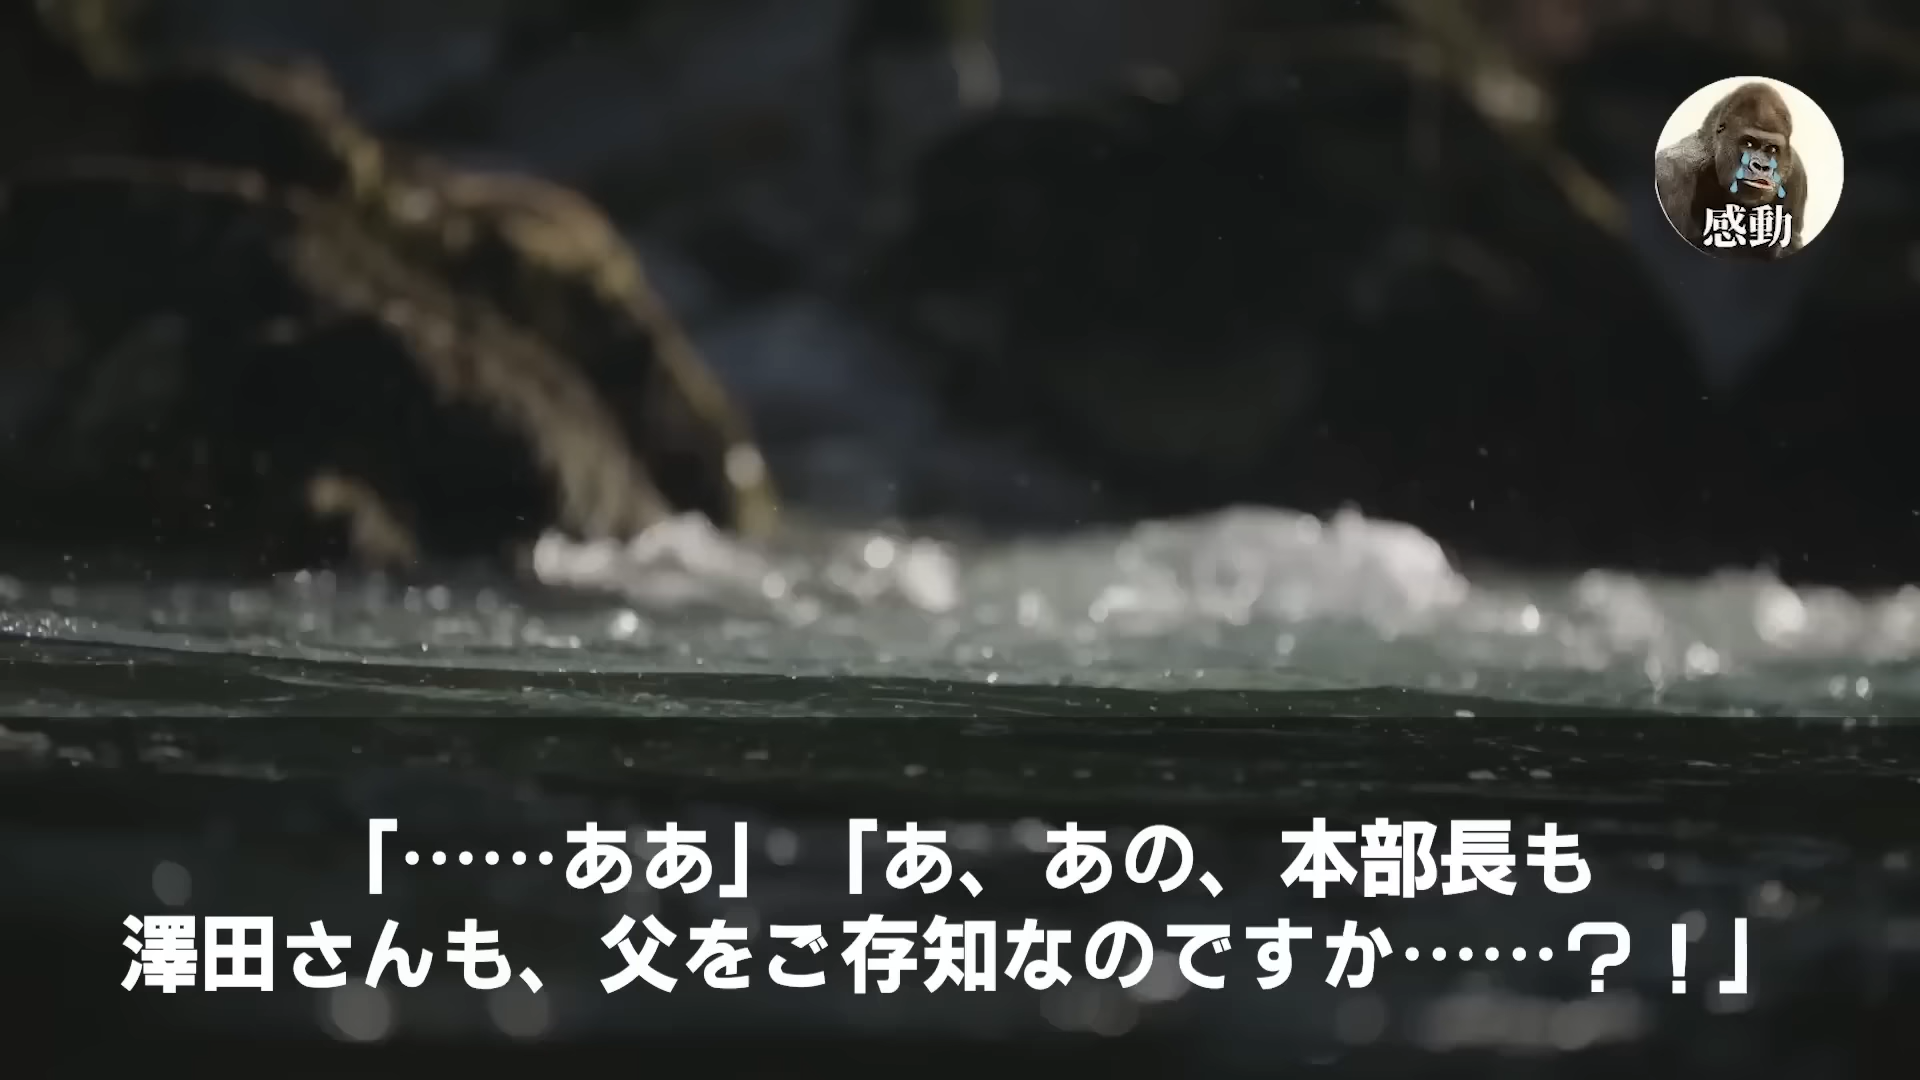 感動
「……ああ」「あ、あの、本部長も
澤田さんも、父をご存知なのですか……？！」